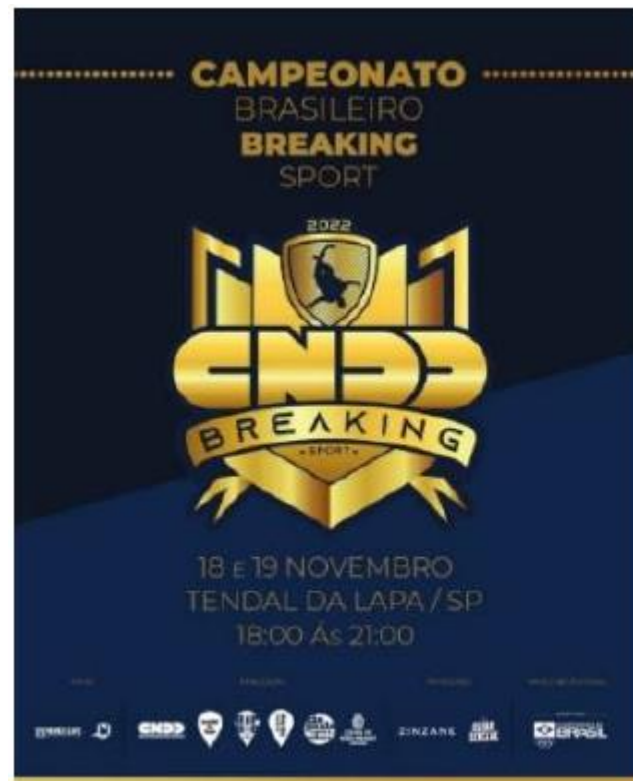 CAMPEONATO
BRASILEIRO
BREAKING
SPORT
2022
CNDD
BREAKING
SPORT
18 E 19 NOVEMBRO
TENDAL DA LAPA / SP
18:00 Ás 21:00
CNDD
ZINZANE
BRASIL